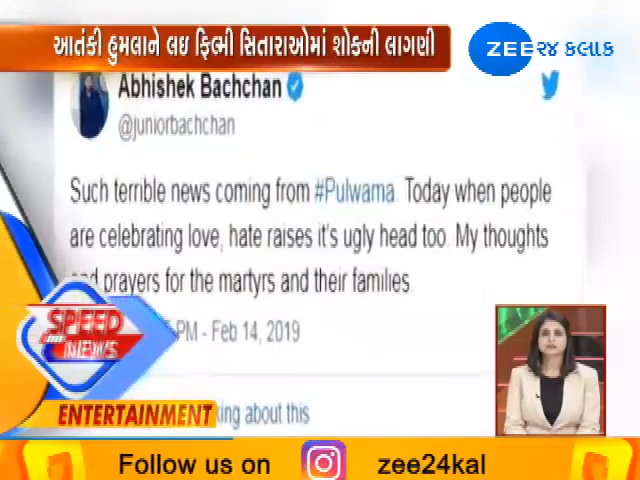 આતંકી હુમલાને લઇ ફિલ્મી સિતારાઓમાં શોકની લાગણી
ZEE ૨૪ કલાક
Abhishek Bachchan
@juniorbachchan
Such terrible news coming from #Pulwama. Today when people
are celebrating love, hate raises it's ugly head too. My thoughts
and prayers for the martyrs and their families.
PM - Feb 14, 2019
about this
SPEED
NEWS
ENTERTAINMENT
Follow us on zee24kal